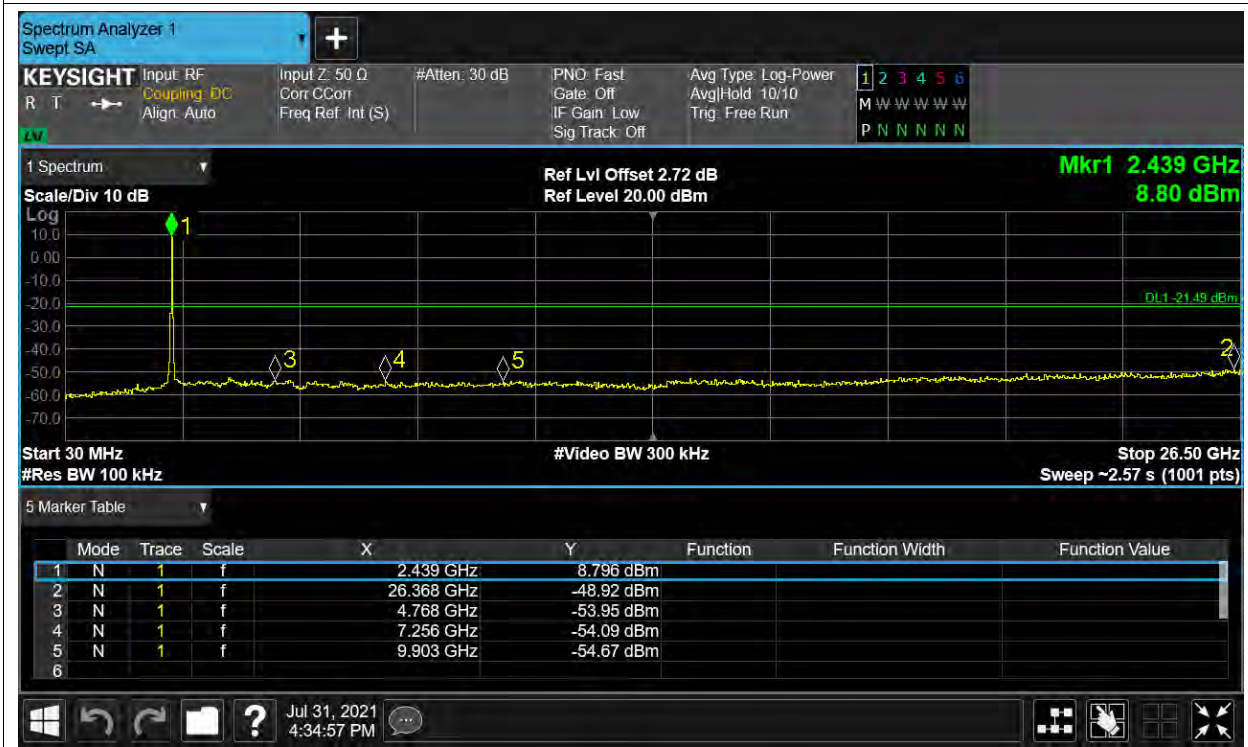 Spectrum Analyzer 1
Swept SA
+
KEYSIGHT Input: RF Input Z: 50 Ω #Atten: 30 dB PNO: Fast Avg Type: Log-Power 1 2 3 4 5 6
R T Coupling: DC Corr CCorr Gate: Off Avg|Hold: 10/10 M W W W W W
Align: Auto Freq Ref: Int (S) IF Gain: Low Trig: Free Run
Sig Track: Off P N N N N N
1 Spectrum
Ref Lvl Offset 2.72 dB Mkr1 2.439 GHz
Scale/Div 10 dB Ref Level 20.00 dBm 8.80 dBm
Log
1
10.0
0.00
-10.0
-20.0
DL1 -21.49 dBm
-30.0
-40.0
3 4 5 2
-50.0
-60.0
-70.0
Start 30 MHz #Video BW 300 kHz Stop 26.50 GHz
#Res BW 100 kHz Sweep ~2.57 s (1001 pts)
5 Marker Table
Mode Trace Scale X Y Function Function Width Function Value
1 N 1 f 2.439 GHz 8.796 dBm
2 N 1 f 26.368 GHz -48.92 dBm
3 N 1 f 4.768 GHz -53.95 dBm
4 N 1 f 7.256 GHz -54.09 dBm
5 N 1 f 9.903 GHz -54.67 dBm
6
? Jul 31, 2021
4:34:57 PM